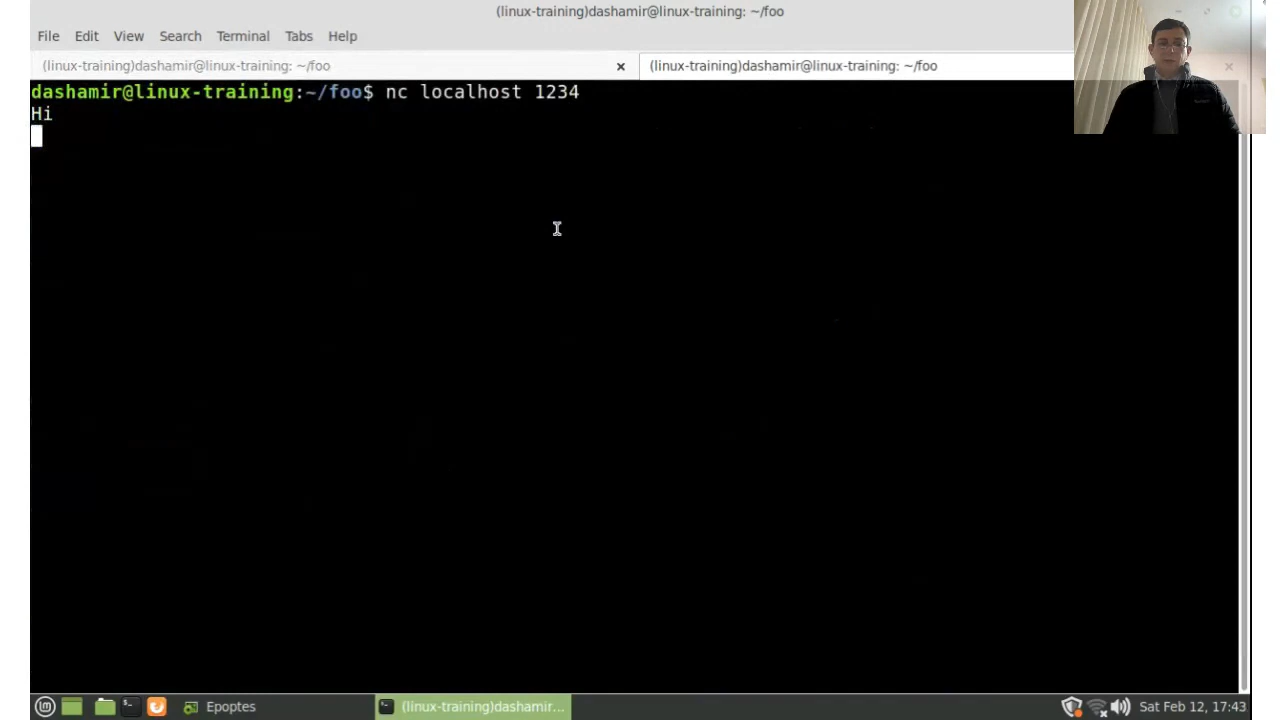 (linux-training)dashamir@linux-training: ~/foo
File Edit View Search Terminal Tabs Help
(linux-training)dashamir@linux-training: ~/foo × (linux-training)dashamir@linux-training: ~/foo ×
dashamir@linux-training:~/foo$ nc localhost 1234
Hi
Epoptes (linux-training)dashamir... Sat Feb 12, 17:43